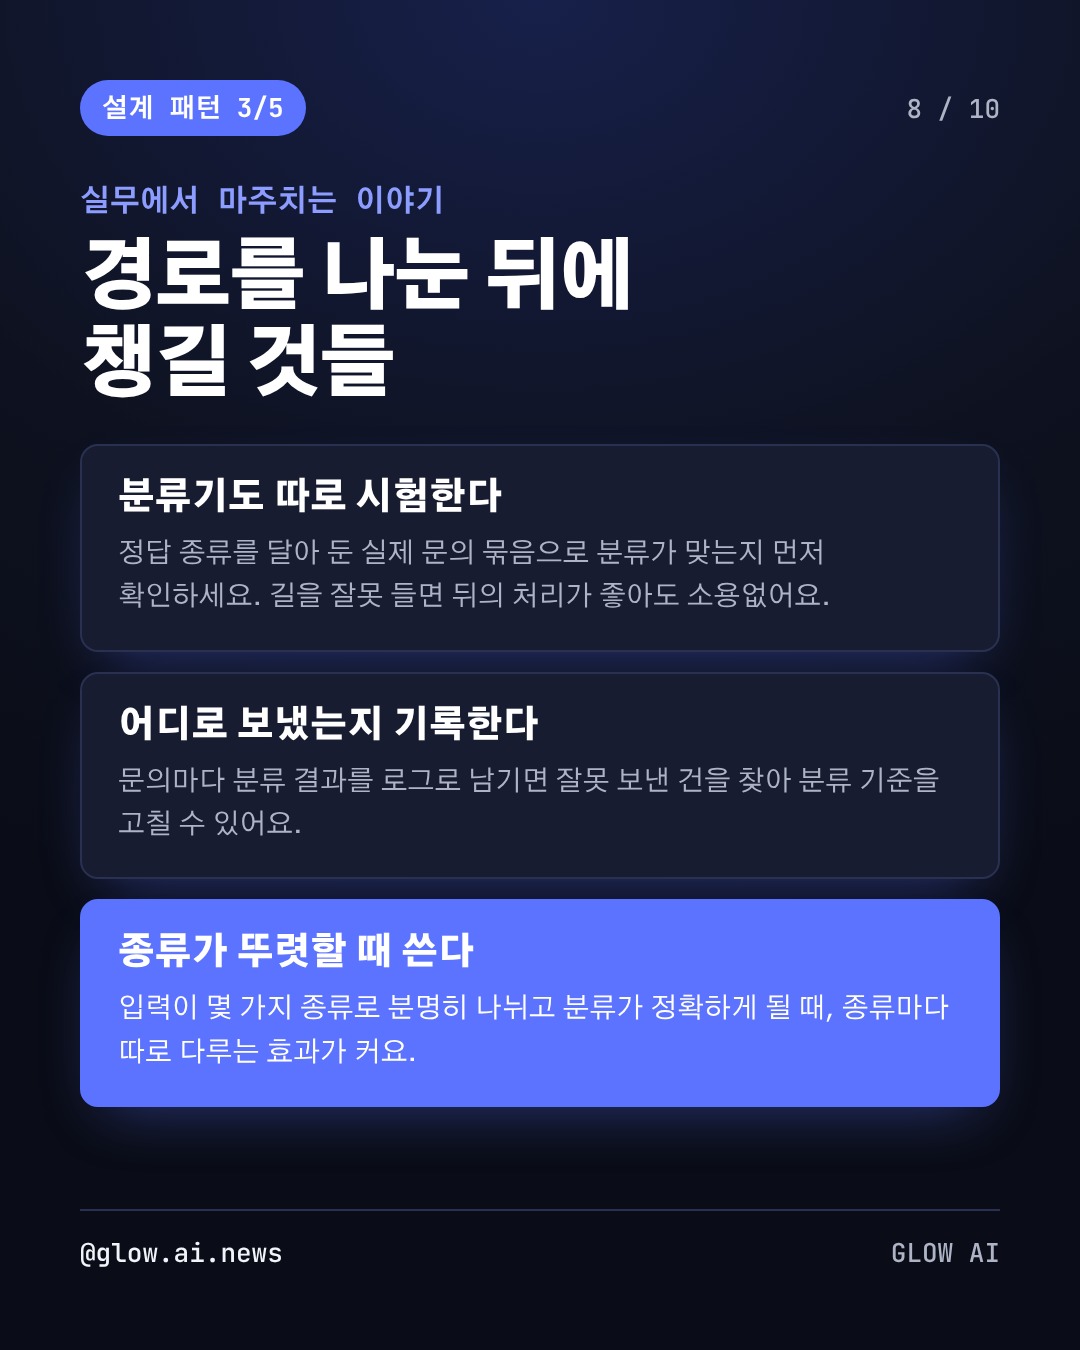 설계 패턴 3/5
8 / 10
실무에서 마주치는 이야기
경로를 나눈 뒤에
챙길 것들
분류기도 따로 시험한다
정답 종류를 달아 둔 실제 문의 묶음으로 분류가 맞는지 먼저
확인하세요. 길을 잘못 들면 뒤의 처리가 좋아도 소용없어요.
어디로 보냈는지 기록한다
문의마다 분류 결과를 로그로 남기면 잘못 보낸 건을 찾아 분류 기준을
고칠 수 있어요.
종류가 뚜렷할 때 쓴다
입력이 몇 가지 종류로 분명히 나뉘고 분류가 정확하게 될 때, 종류마다
따로 다루는 효과가 커요.
@glow.ai.news
GLOW AI